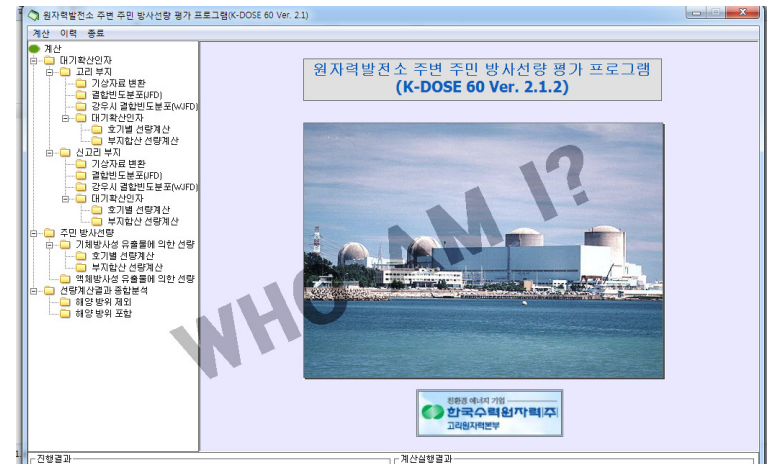 원자력발전소 주변 주민 방사선량 평가 프로그램(K-DOSE 60 Ver. 2.1)
계산 이력 종료
계산
대기확산인자
고리 부지
기상자료 변환
결합빈도분포(JFD)
강우시 결합빈도분포(WJFD)
대기확산인자
호기별 선량계산
부지합산 선량계산
신고리 부지
기상자료 변환
결합빈도분포(JFD)
강우시 결합빈도분포(WJFD)
대기확산인자
호기별 선량계산
부지합산 선량계산
주민 방사선량
기체방사성 유출물에 의한 선량
호기별 선량계산
부지합산 선량계산
액체방사성 유출물에 의한 선량
선량계산결과 종합분석
해양 방위 제외
해양 방위 포함
원자력발전소 주변 주민 방사선량 평가 프로그램
(K-DOSE 60 Ver. 2.1.2)
WHO AM I?
친환경 에너지 기업
한국수력원자력㈜
고리원자력본부
진행결과
계산실행결과